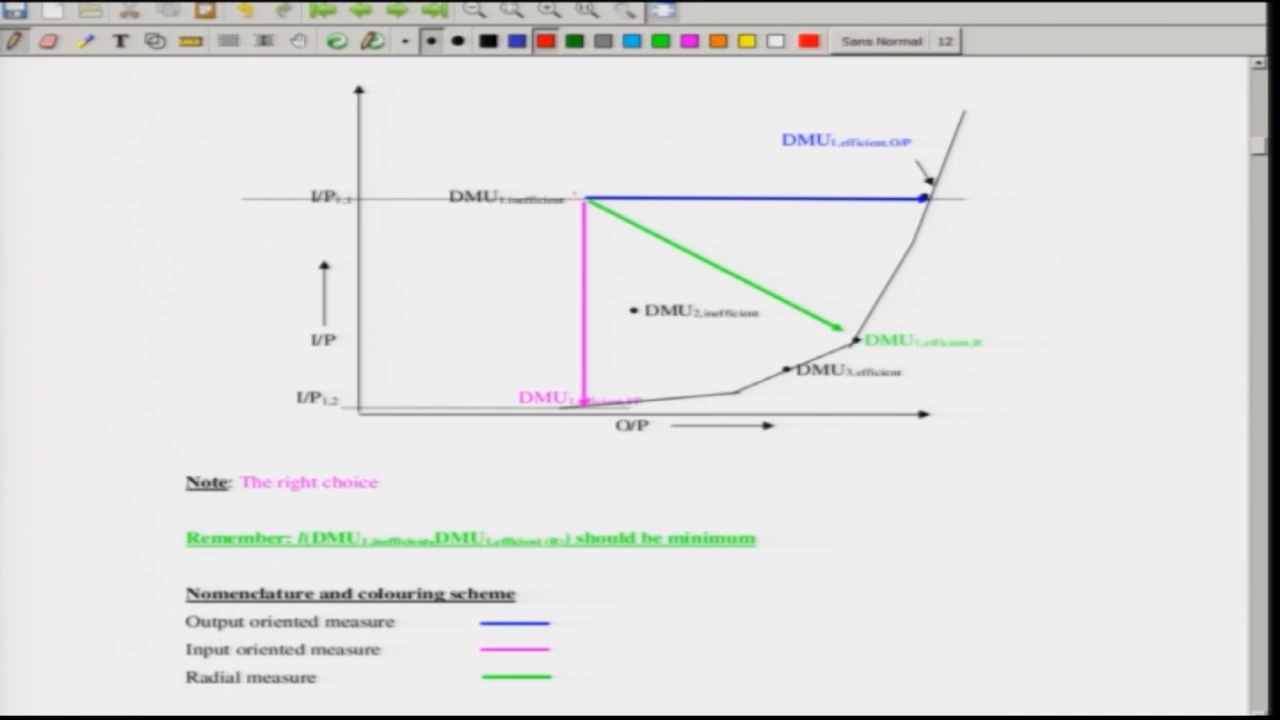 Sans Normal 12
DMU1,efficient,O/P
I/P1,1
DMU1,inefficient
DMU2,inefficient
I/P
DMU1,efficient,R
DMU3,efficient
I/P1,2
DMU1,efficient,I/P
O/P
Note: The right choice
Remember: l(DMU1,inefficient,DMU1,efficient (R)) should be minimum
Nomenclature and colouring scheme
Output oriented measure
Input oriented measure
Radial measure